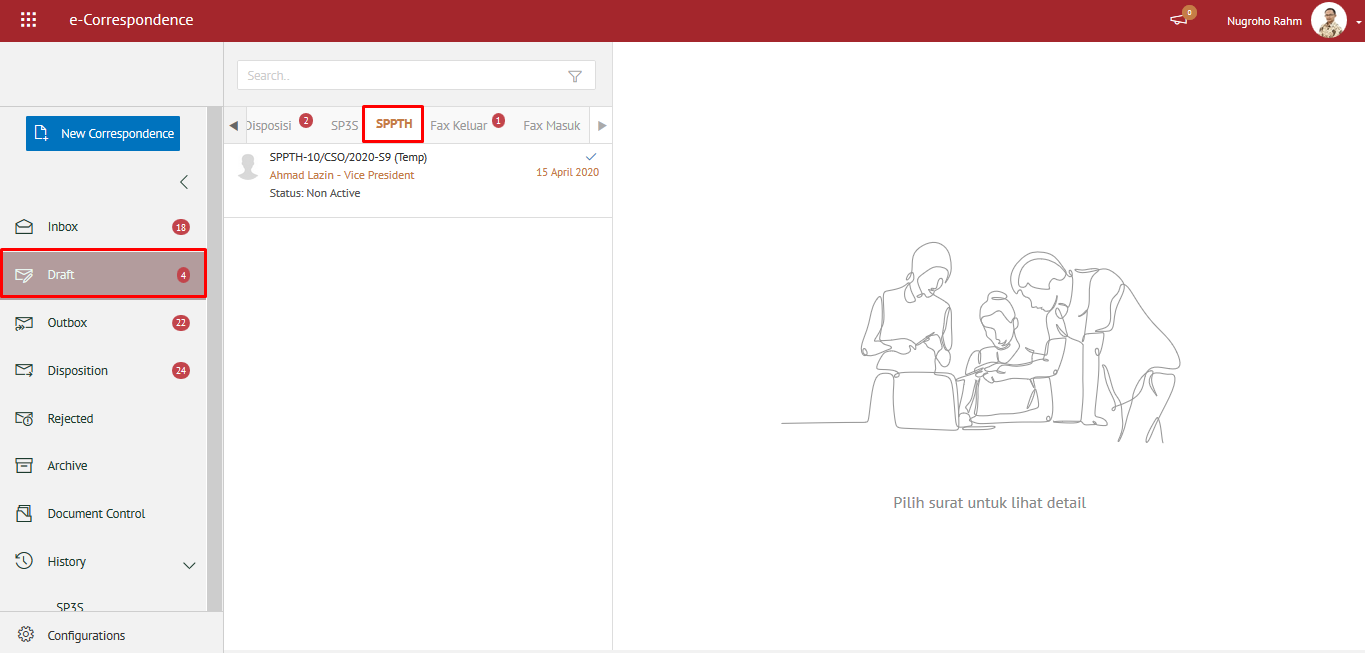 e-Correspondence
0
Nugroho Rahm
Search..
New Correspondence
Disposisi 2 SP3S SPPTH Fax Keluar 1 Fax Masuk
SPPTH-10/CSO/2020-S9 (Temp)
Ahmad Lazin - Vice President
15 April 2020
Status: Non Active
Inbox 18
Draft 4
Outbox 22
Disposition 24
Rejected
Archive
Document Control
History
SP3S
Configurations
Pilih surat untuk lihat detail